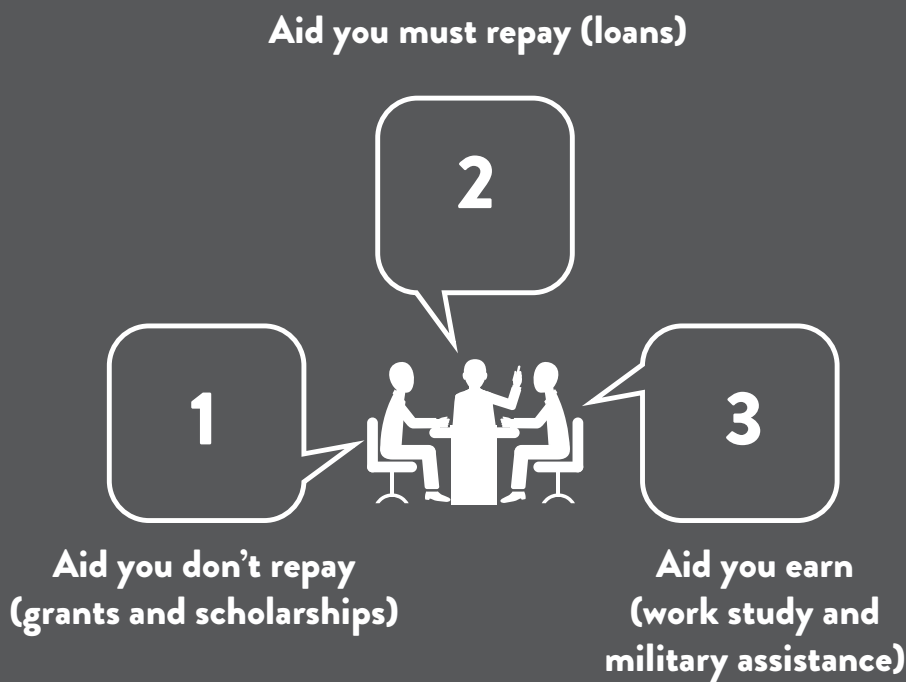 Aid you must repay (loans)
2
1
3
Aid you don’t repay
(grants and scholarships)
Aid you earn
(work study and
military assistance)